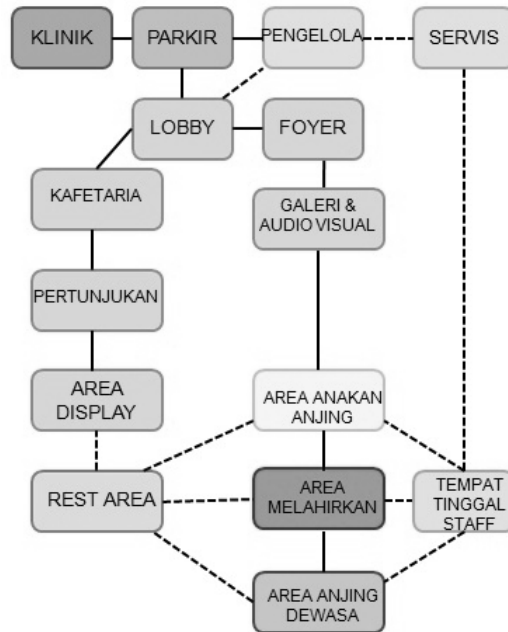 KLINIK
PARKIR
PENGELOLA
SERVIS
LOBBY
FOYER
KAFETARIA
GALERI &
AUDIO VISUAL
PERTUNJUKAN
AREA
DISPLAY
AREA ANAKAN
ANJING
REST AREA
AREA
MELAHIRKAN
TEMPAT
TINGGAL
STAFF
AREA ANJING
DEWASA